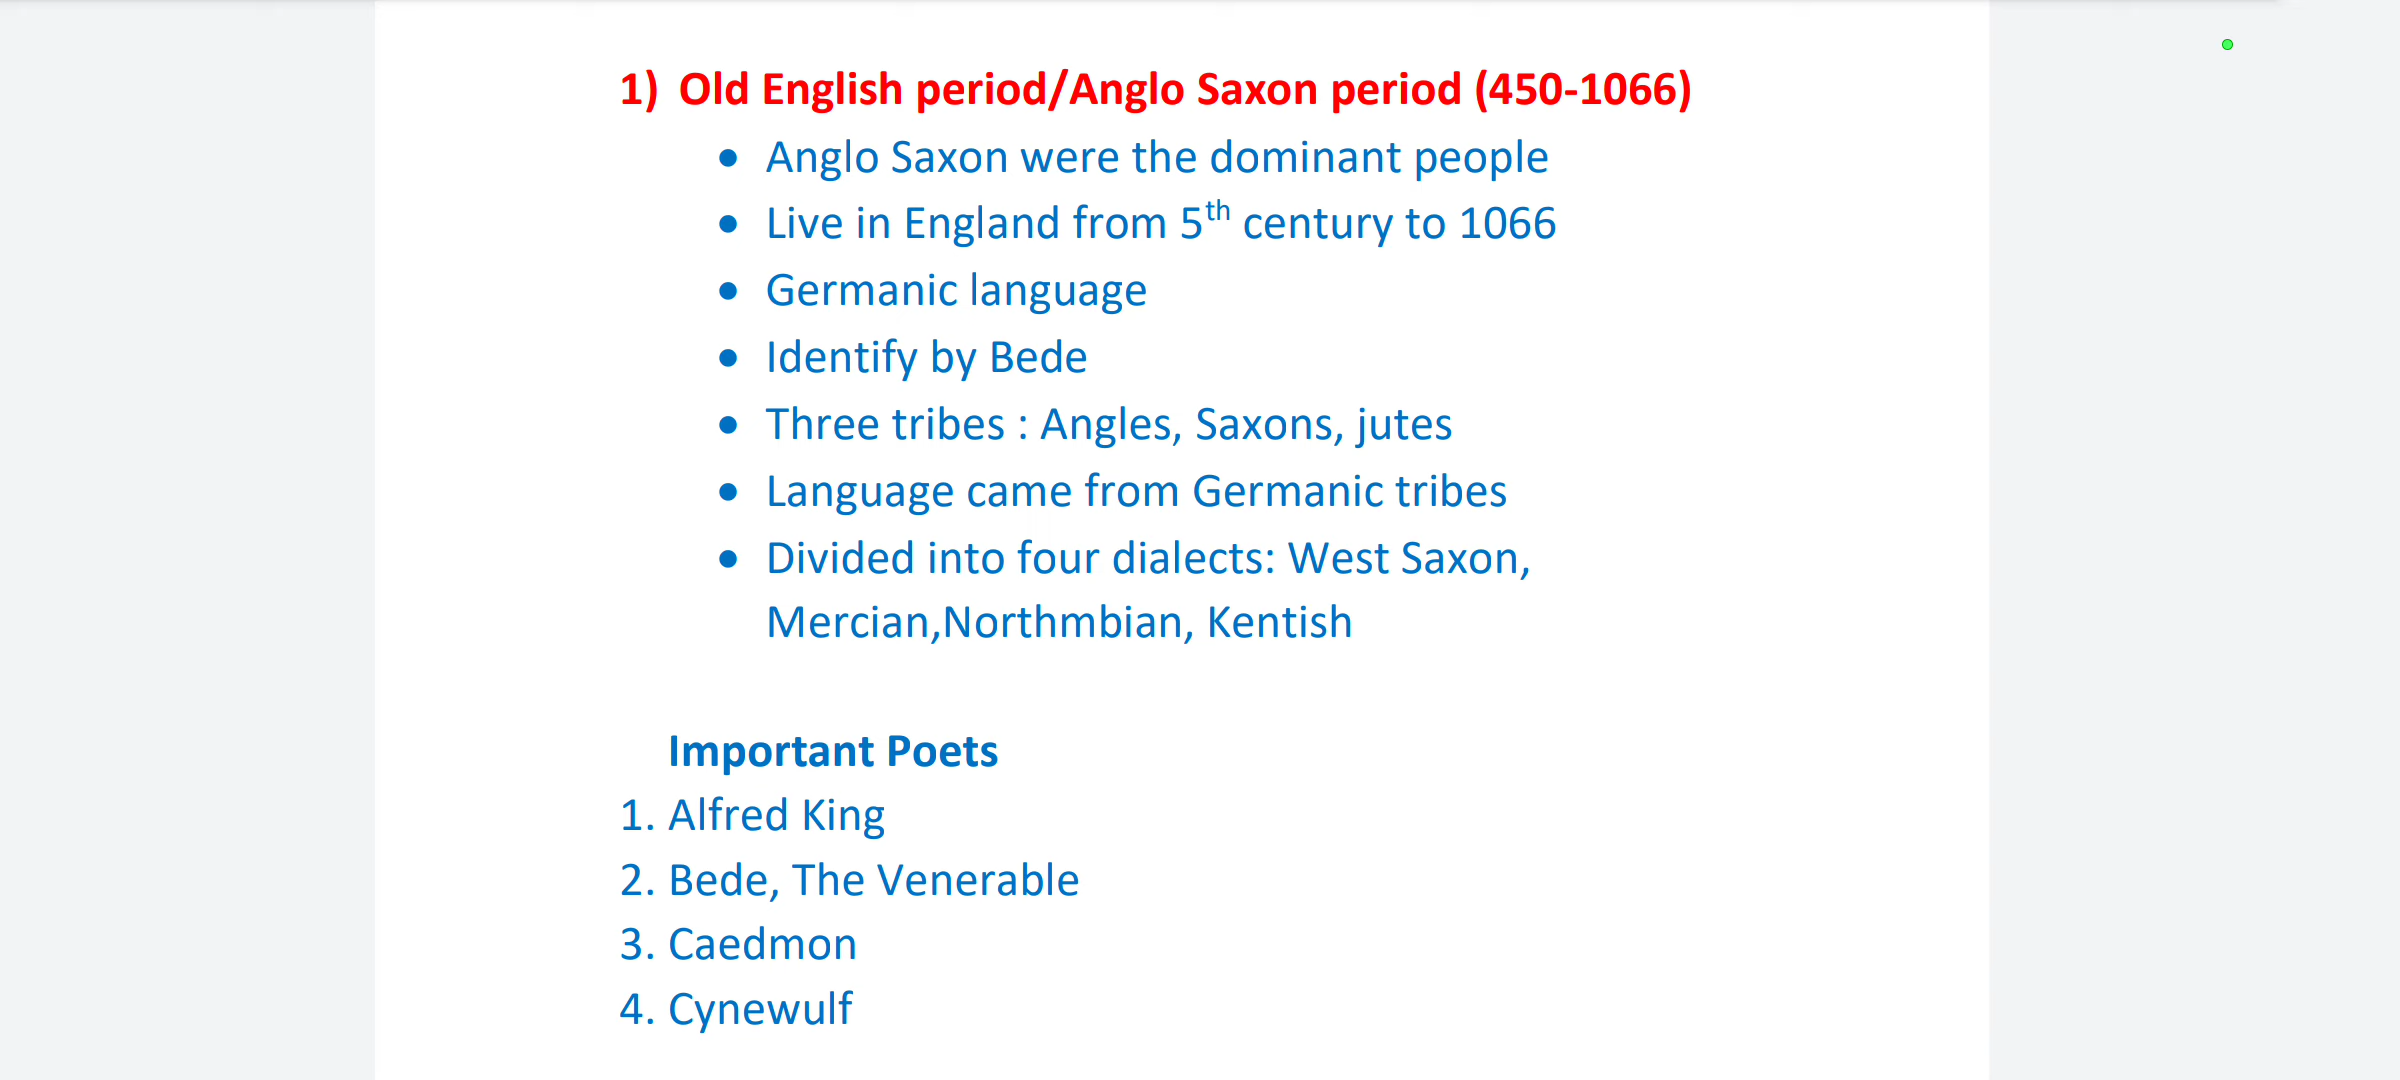 1) Old English period/Anglo Saxon period (450-1066)
• Anglo Saxon were the dominant people
• Live in England from 5th century to 1066
• Germanic language
• Identify by Bede
• Three tribes : Angles, Saxons, jutes
• Language came from Germanic tribes
• Divided into four dialects: West Saxon,
Mercian,Northmbian, Kentish
Important Poets
1. Alfred King
2. Bede, The Venerable
3. Caedmon
4. Cynewulf